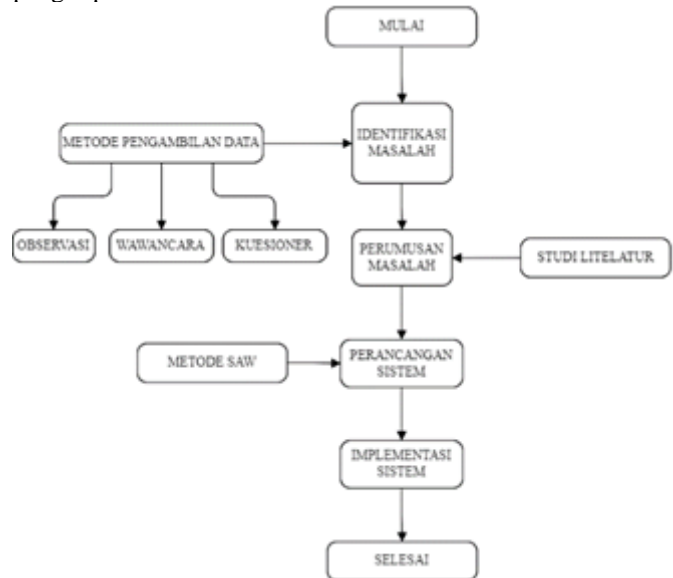 MULAI
IDENTIFIKASI
MASALAH
METODE PENGAMBILAN DATA
OBSERVASI
WAWANCARA
KUESIONER
PERUMUSAN
MASALAH
STUDI LITELATUR
METODE SAW
PERANCANGAN
SISTEM
IMPLEMENTASI
SISTEM
SELESAI